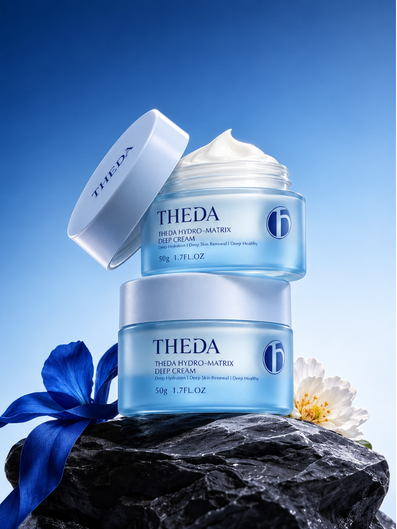 THEDA
THEDA
THEDA HYDRO-MATRIX
DEEP CREAM
Deep Hydration I Deep Skin Renewal I Deep Healthy
50g 1.7FL.OZ
THEDA
THEDA HYDRO-MATRIX
DEEP CREAM
Deep Hydration I Deep Skin Renewal I Deep Healthy
50g 1.7FL.OZ